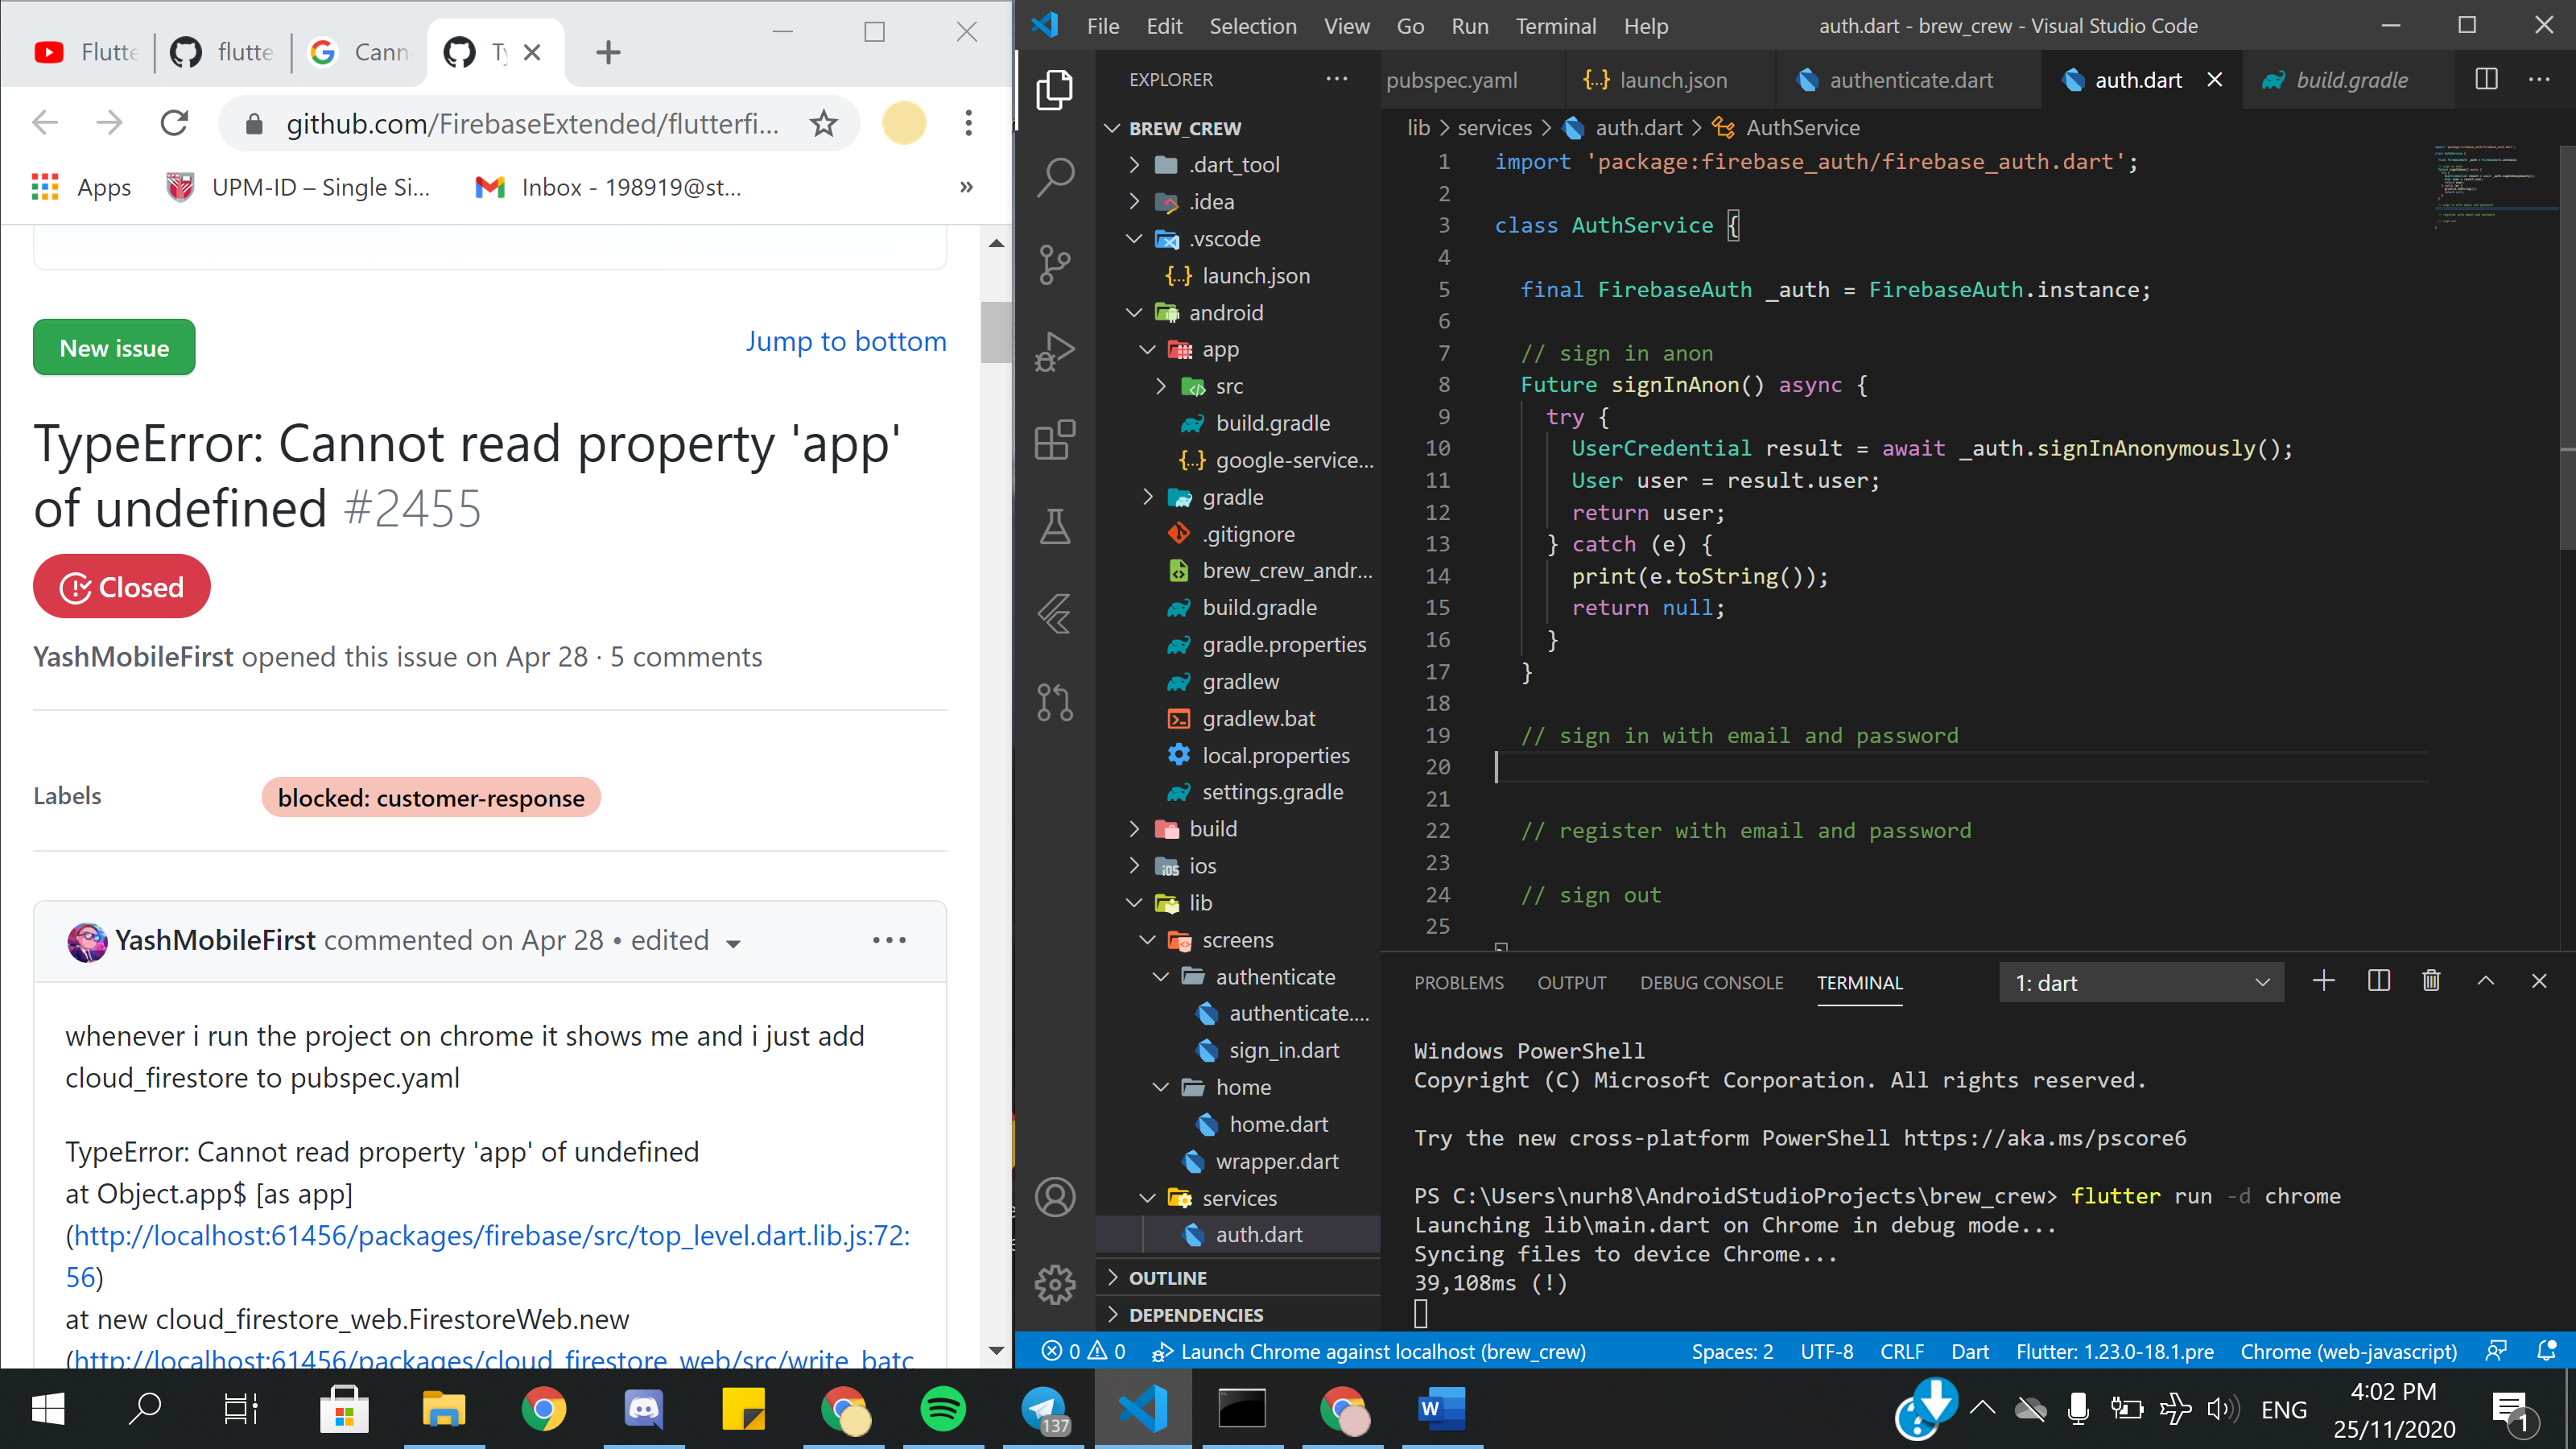 Flutte
flutte
Cann
Ty
github.com/FirebaseExtended/flutterfi...
Apps
UPM-ID – Single Si...
Inbox - 198919@st...
»
New issue
Jump to bottom
TypeError: Cannot read property 'app'
of undefined #2455
Closed
YashMobileFirst opened this issue on Apr 28 · 5 comments
Labels
blocked: customer-response
YashMobileFirst commented on Apr 28 • edited
whenever i run the project on chrome it shows me and i just add
cloud_firestore to pubspec.yaml
TypeError: Cannot read property 'app' of undefined
at Object.app$ [as app]
(http://localhost:61456/packages/firebase/src/top_level.dart.lib.js:72:
56)
at new cloud_firestore_web.FirestoreWeb.new
(http://localhost:61456/packages/cloud_firestore_web/src/write_batc
File Edit Selection View Go Run Terminal Help
auth.dart - brew_crew - Visual Studio Code
EXPLORER
pubspec.yaml
launch.json
authenticate.dart
auth.dart
build.gradle
BREW_CREW
.dart_tool
.idea
.vscode
launch.json
android
app
src
build.gradle
google-service...
gradle
.gitignore
brew_crew_andr...
build.gradle
gradle.properties
gradlew
gradlew.bat
local.properties
settings.gradle
build
ios
lib
screens
authenticate
authenticate....
sign_in.dart
home
home.dart
wrapper.dart
services
auth.dart
OUTLINE
DEPENDENCIES
lib > services > auth.dart > AuthService
1 import 'package:firebase_auth/firebase_auth.dart';
2
3 class AuthService {
4
5 final FirebaseAuth _auth = FirebaseAuth.instance;
6
7 // sign in anon
8 Future signInAnon() async {
9 try {
10 UserCredential result = await _auth.signInAnonymously();
11 User user = result.user;
12 return user;
13 } catch (e) {
14 print(e.toString());
15 return null;
16 }
17 }
18
19 // sign in with email and password
20
21
22 // register with email and password
23
24 // sign out
25
PROBLEMS OUTPUT DEBUG CONSOLE TERMINAL
1: dart
Windows PowerShell
Copyright (C) Microsoft Corporation. All rights reserved.
Try the new cross-platform PowerShell https://aka.ms/pscore6
PS C:\Users\nurh8\AndroidStudioProjects\brew_crew> flutter run -d chrome
Launching lib\main.dart on Chrome in debug mode...
Syncing files to device Chrome...
39,108ms (!)
0 0 Launch Chrome against localhost (brew_crew)
Spaces: 2 UTF-8 CRLF Dart Flutter: 1.23.0-18.1.pre Chrome (web-javascript)
137
ENG
4:02 PM
25/11/2020
1